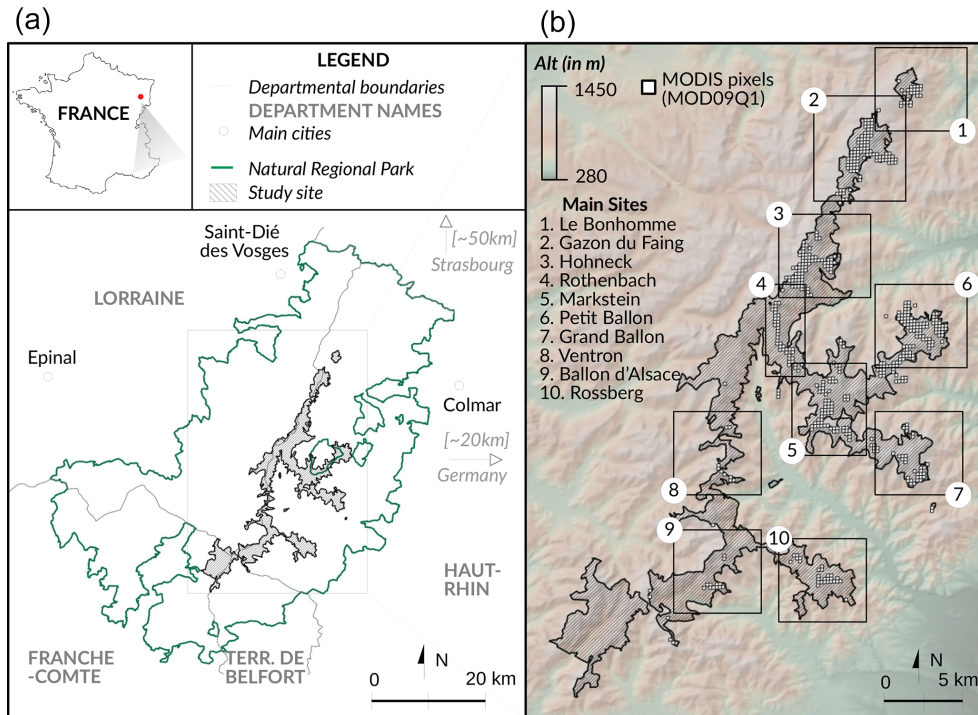 (a)
FRANCE
LEGEND
Departmental boundaries
DEPARTMENT NAMES
Main cities
Natural Regional Park
Study site
Saint-Dié
des Vosges
[~50km]
Strasbourg
LORRAINE
Epinal
Colmar
[~20km]
Germany
HAUT-
RHIN
FRANCHE
-COMTE
TERR. DE
BELFORT
N
0 20 km
(b)
Alt (in m)
1450
280
MODIS pixels
(MOD09Q1)
Main Sites
1. Le Bonhomme
2. Gazon du Faing
3. Hohneck
4. Rothenbach
5. Markstein
6. Petit Ballon
7. Grand Ballon
8. Ventron
9. Ballon d'Alsace
10. Rossberg
2
1
3
4
6
5
7
8
9
10
N
0 5 km